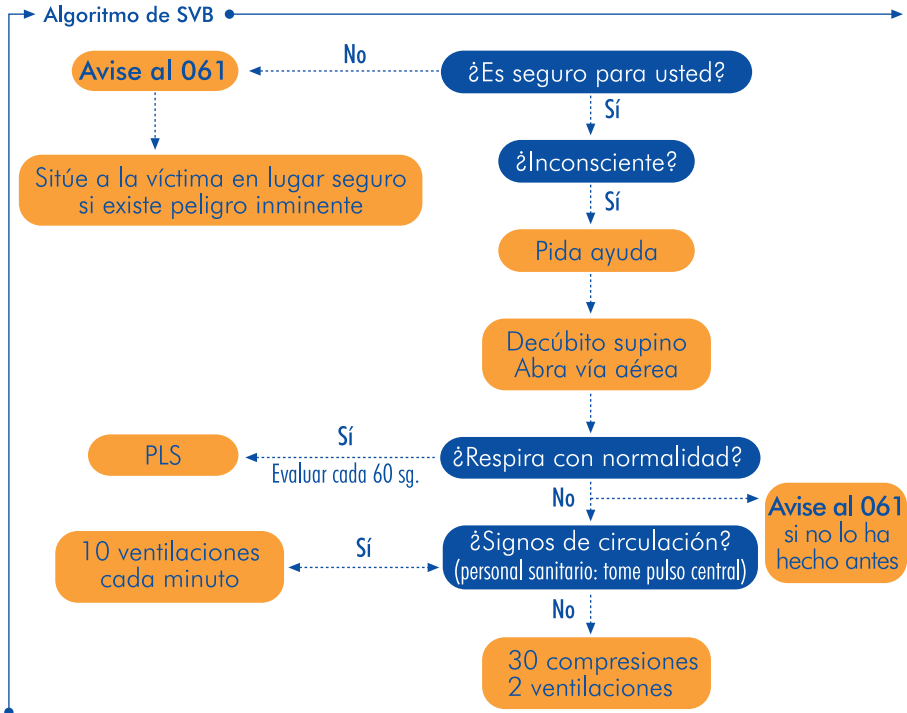 Algoritmo de SVB
¿Es seguro para usted?
No
Avise al 061
Sitúe a la víctima en lugar seguro
si existe peligro inminente
Sí
¿Inconsciente?
Sí
Pida ayuda
Decúbito supino
Abra vía aérea
¿Respira con normalidad?
Sí
Evaluar cada 60 sg.
PLS
No
Avise al 061
si no lo ha
hecho antes
¿Signos de circulación?
(personal sanitario: tome pulso central)
Sí
10 ventilaciones
cada minuto
No
30 compresiones
2 ventilaciones